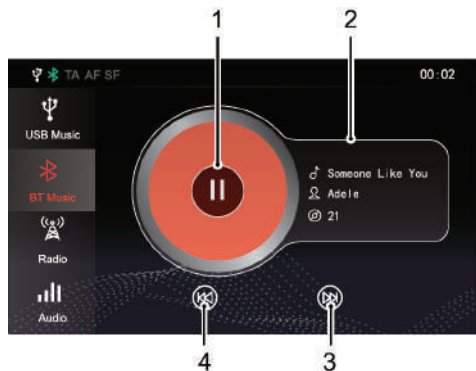 1
2
TA AF SF
00:02
USB Music
BT Music
Someone Like You
Adele
21
Radio
Audio
4
3